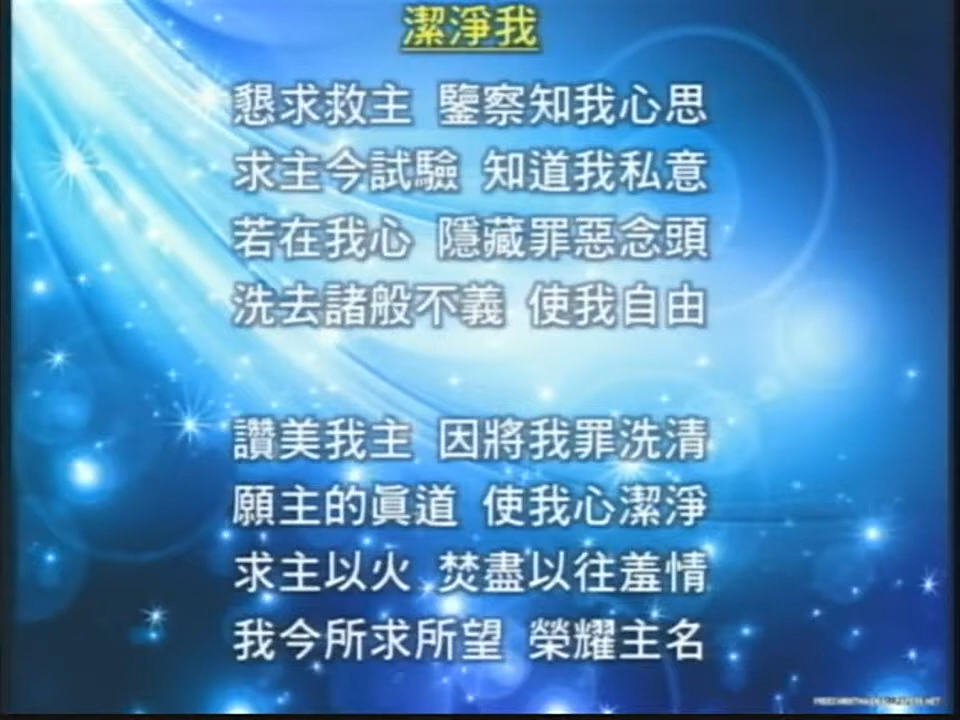 潔淨我
懇求救主 鑒察知我心思
求主今試驗 知道我私意
若在我心 隱藏罪惡念頭
洗去諸般不義 使我自由
讚美我主 因將我罪洗清
願主的眞道 使我心潔淨
求主以火 焚盡以往羞情
我今所求所望 榮耀主名